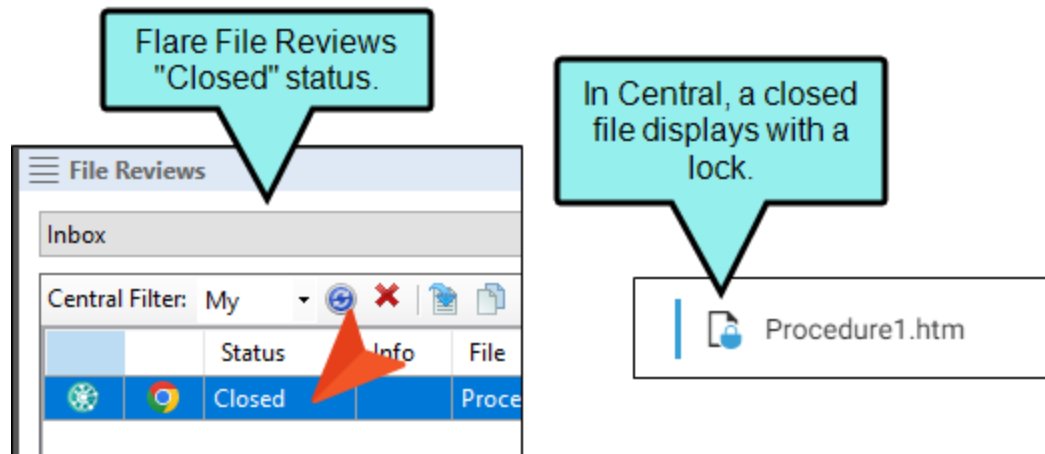 Flare File Reviews
"Closed" status.
In Central, a closed
file displays with a
lock.
File Reviews
Inbox
Central Filter: My
Status Info File
Closed Proce
Procedure1.htm